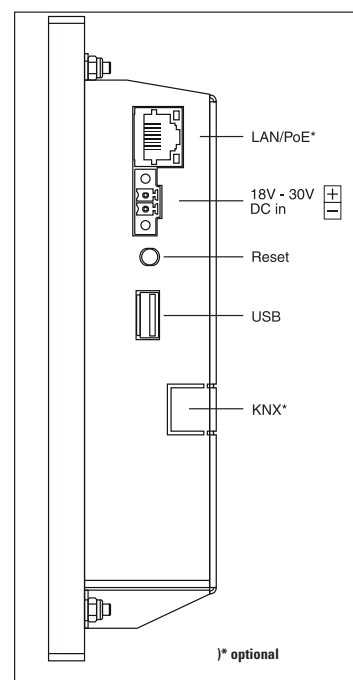 LAN/PoE*
18V - 30V +
DC in −
Reset
USB
KNX*
)* optional